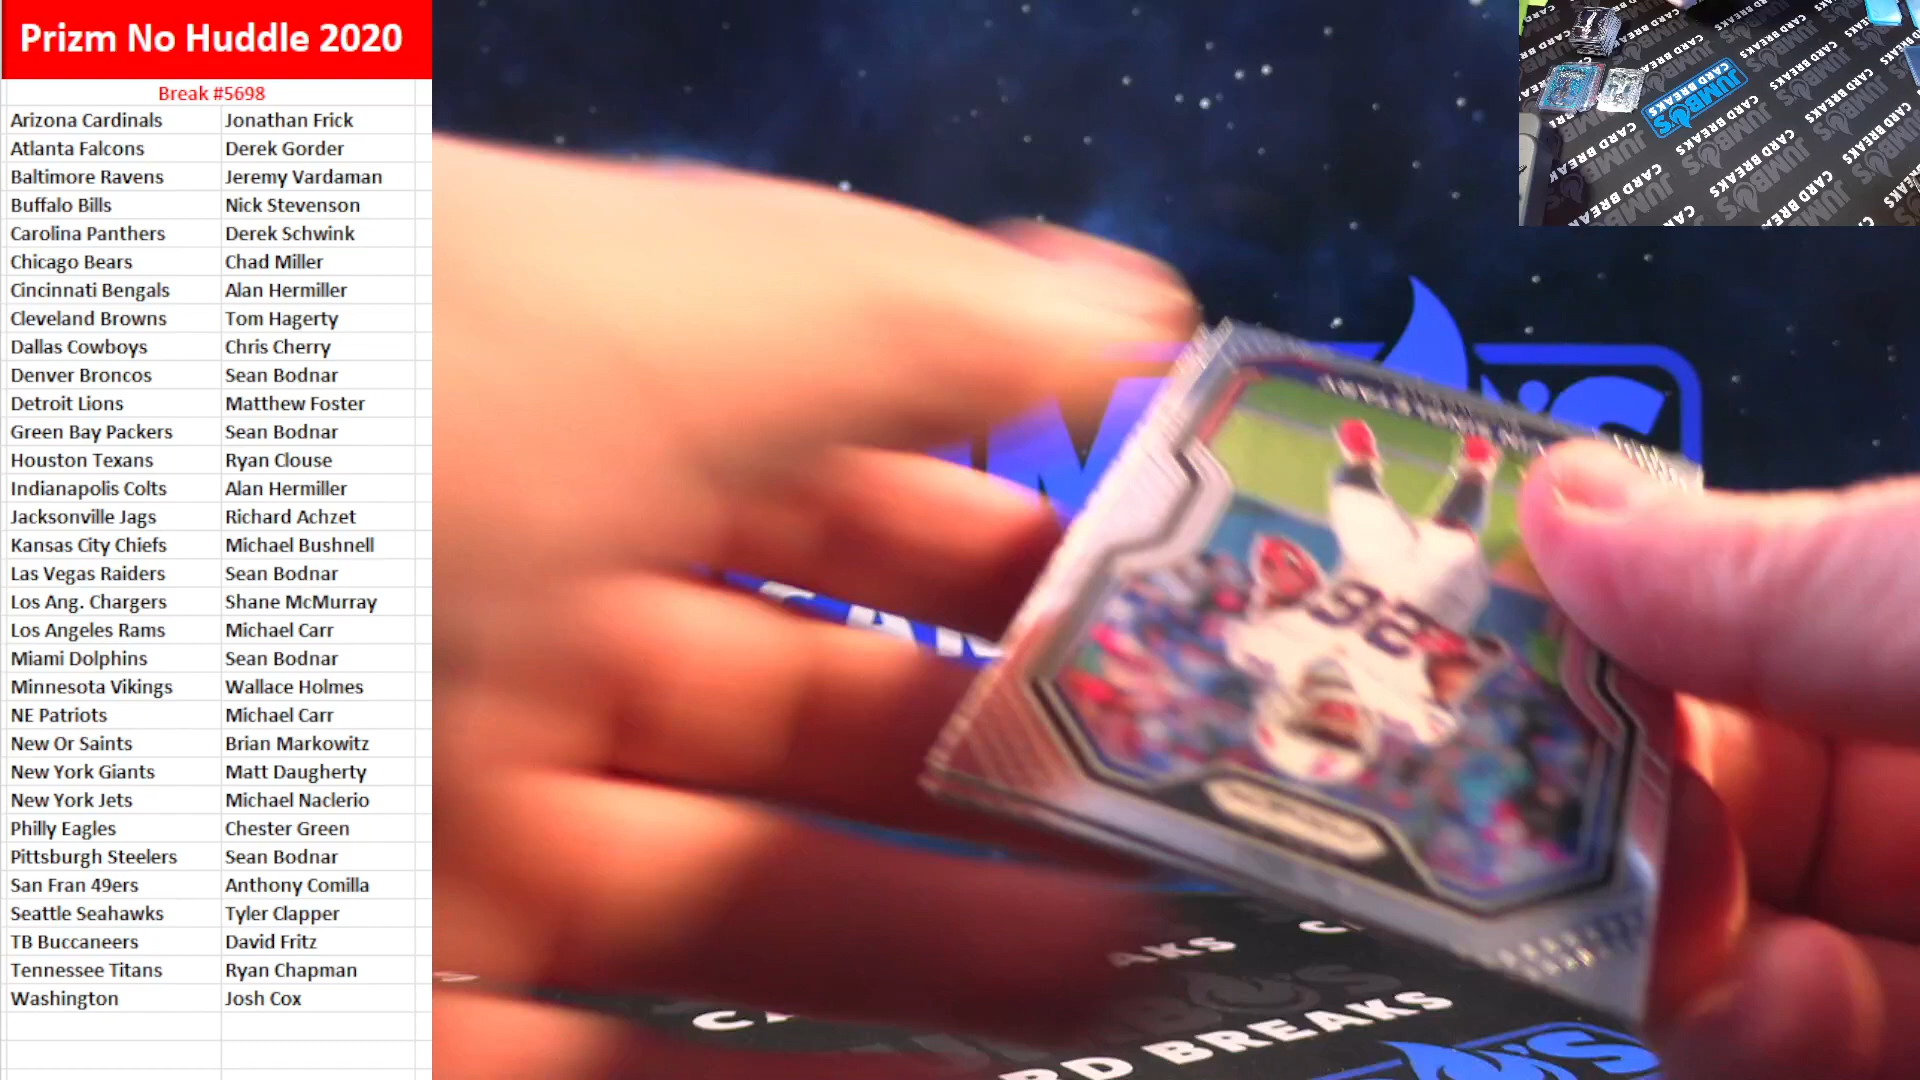 Prizm No Huddle 2020
Break #5698
Arizona Cardinals Jonathan Frick
Atlanta Falcons Derek Gorder
Baltimore Ravens Jeremy Vardaman
Buffalo Bills Nick Stevenson
Carolina Panthers Derek Schwink
Chicago Bears Chad Miller
Cincinnati Bengals Alan Hermiller
Cleveland Browns Tom Hagerty
Dallas Cowboys Chris Cherry
Denver Broncos Sean Bodnar
Detroit Lions Matthew Foster
Green Bay Packers Sean Bodnar
Houston Texans Ryan Clouse
Indianapolis Colts Alan Hermiller
Jacksonville Jags Richard Achzet
Kansas City Chiefs Michael Bushnell
Las Vegas Raiders Sean Bodnar
Los Ang. Chargers Shane McMurray
Los Angeles Rams Michael Carr
Miami Dolphins Sean Bodnar
Minnesota Vikings Wallace Holmes
NE Patriots Michael Carr
New Or Saints Brian Markowitz
New York Giants Matt Daugherty
New York Jets Michael Naclerio
Philly Eagles Chester Green
Pittsburgh Steelers Sean Bodnar
San Fran 49ers Anthony Comilla
Seattle Seahawks Tyler Clapper
TB Buccaneers David Fritz
Tennessee Titans Ryan Chapman
Washington Josh Cox
JUMBO'S
CARD BREAKS
32
CARD BREAKS